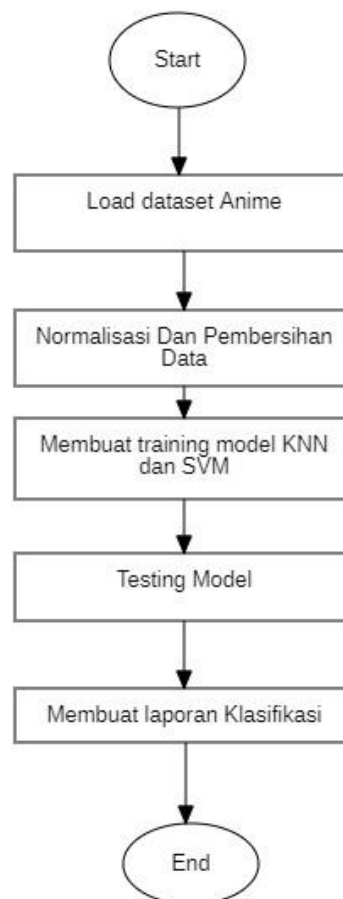 Start
Load dataset Anime
Normalisasi Dan Pembersihan
Data
Membuat training model KNN
dan SVM
Testing Model
Membuat laporan Klasifikasi
End